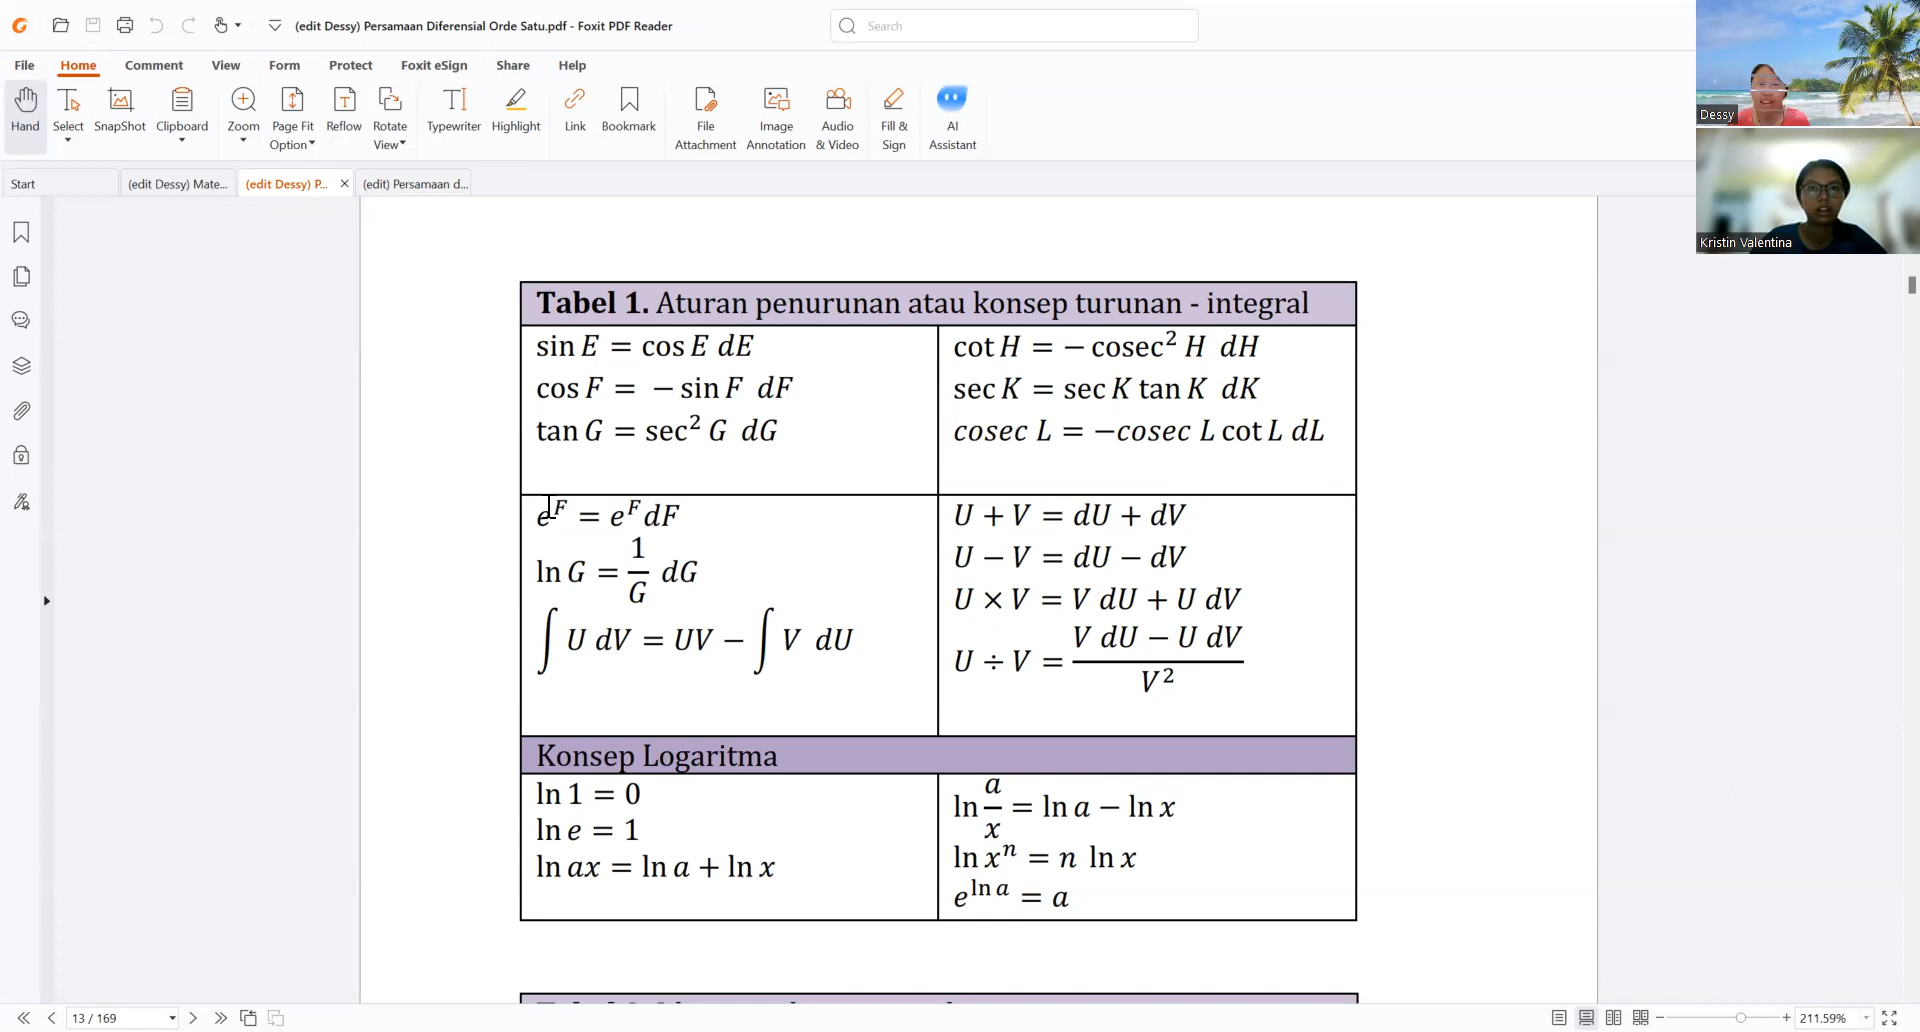 (edit Dessy) Persamaan Diferensial Orde Satu.pdf - Foxit PDF Reader
Search
File Home Comment View Form Protect Foxit eSign Share Help
Hand Select SnapShot Clipboard Zoom Page Fit Option Reflow Rotate View Typewriter Highlight Link Bookmark File Attachment Image Annotation Audio & Video Fill & Sign AI Assistant
Start (edit Dessy) Mate... (edit Dessy) P... (edit) Persamaan d...
Dessy
Kristin Valentina
Tabel 1. Aturan penurunan atau konsep turunan - integral
sin E = cos E dE
cos F = − sin F dF
tan G = sec² G dG
cot H = − cosec² H dH
sec K = sec K tan K dK
cosec L = −cosec L cot L dL
e^F = e^F dF
ln G = 1/G dG
∫ U dV = UV − ∫ V dU
U + V = dU + dV
U − V = dU − dV
U × V = V dU + U dV
U ÷ V = (V dU − U dV)/V²
Konsep Logaritma
ln 1 = 0
ln e = 1
ln ax = ln a + ln x
ln a/x = ln a − ln x
ln xⁿ = n ln x
e^(ln a) = a
13 / 169
211.59%